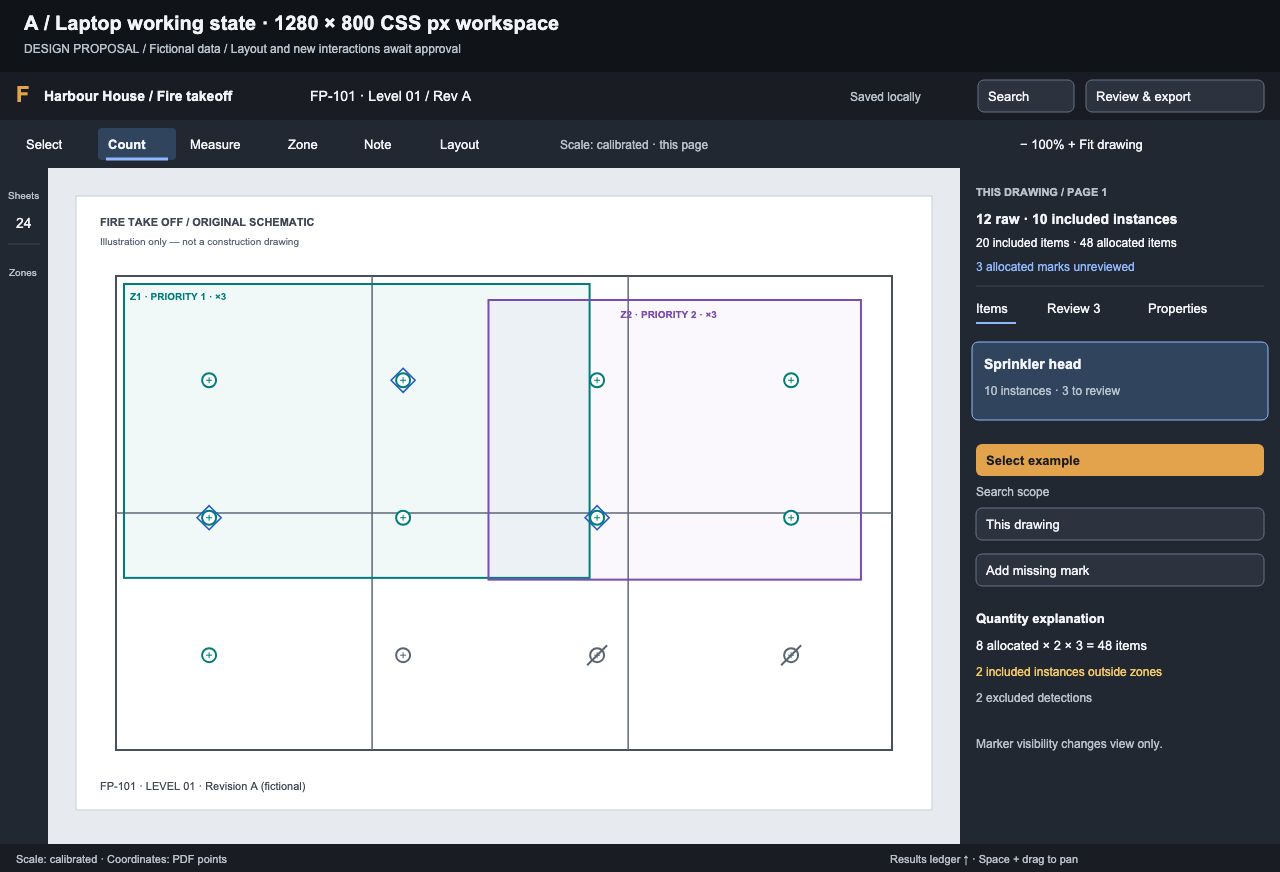 A / Laptop working state · 1280 × 800 CSS px workspace
DESIGN PROPOSAL / Fictional data / Layout and new interactions await approval
F Harbour House / Fire takeoff FP-101 · Level 01 / Rev A Saved locally Search Review & export
Select Count Measure Zone Note Layout Scale: calibrated · this page − 100% + Fit drawing
Sheets
24
Zones
FIRE TAKE OFF / ORIGINAL SCHEMATIC
Illustration only — not a construction drawing
Z1 · PRIORITY 1 · ×3
Z2 · PRIORITY 2 · ×3
FP-101 · LEVEL 01 · Revision A (fictional)
THIS DRAWING / PAGE 1
12 raw · 10 included instances
20 included items · 48 allocated items
3 allocated marks unreviewed
Items Review 3 Properties
Sprinkler head
10 instances · 3 to review
Select example
Search scope
This drawing
Add missing mark
Quantity explanation
8 allocated × 2 × 3 = 48 items
2 included instances outside zones
2 excluded detections
Marker visibility changes view only.
Scale: calibrated · Coordinates: PDF points Results ledger ↑ · Space + drag to pan